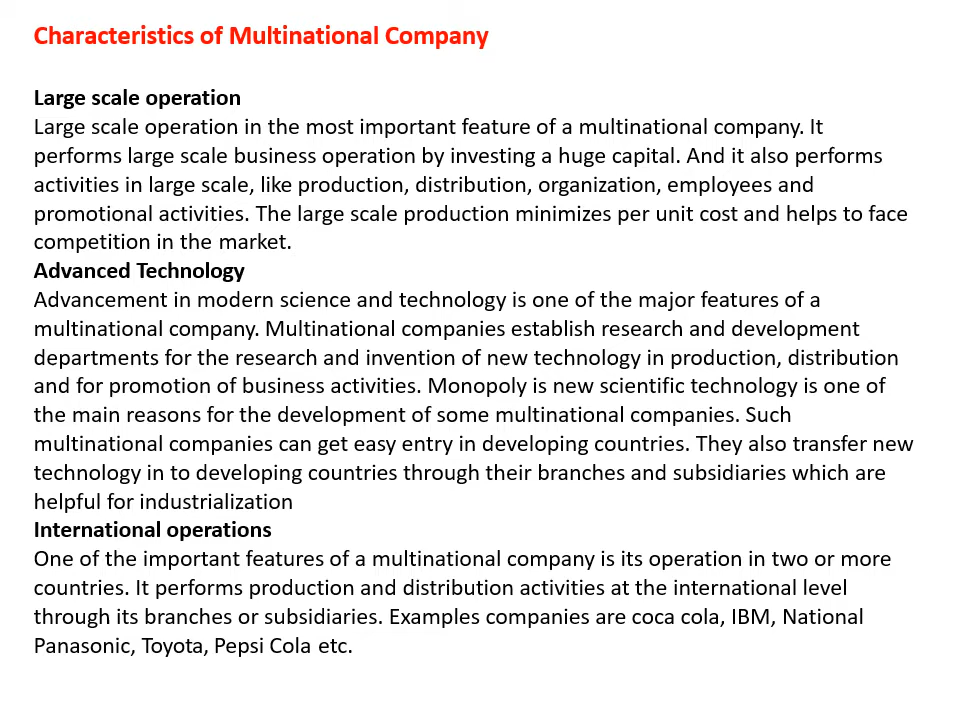 Characteristics of Multinational Company
Large scale operation
Large scale operation in the most important feature of a multinational company. It
performs large scale business operation by investing a huge capital. And it also performs
activities in large scale, like production, distribution, organization, employees and
promotional activities. The large scale production minimizes per unit cost and helps to face
competition in the market.
Advanced Technology
Advancement in modern science and technology is one of the major features of a
multinational company. Multinational companies establish research and development
departments for the research and invention of new technology in production, distribution
and for promotion of business activities. Monopoly is new scientific technology is one of
the main reasons for the development of some multinational companies. Such
multinational companies can get easy entry in developing countries. They also transfer new
technology in to developing countries through their branches and subsidiaries which are
helpful for industrialization
International operations
One of the important features of a multinational company is its operation in two or more
countries. It performs production and distribution activities at the international level
through its branches or subsidiaries. Examples companies are coca cola, IBM, National
Panasonic, Toyota, Pepsi Cola etc.